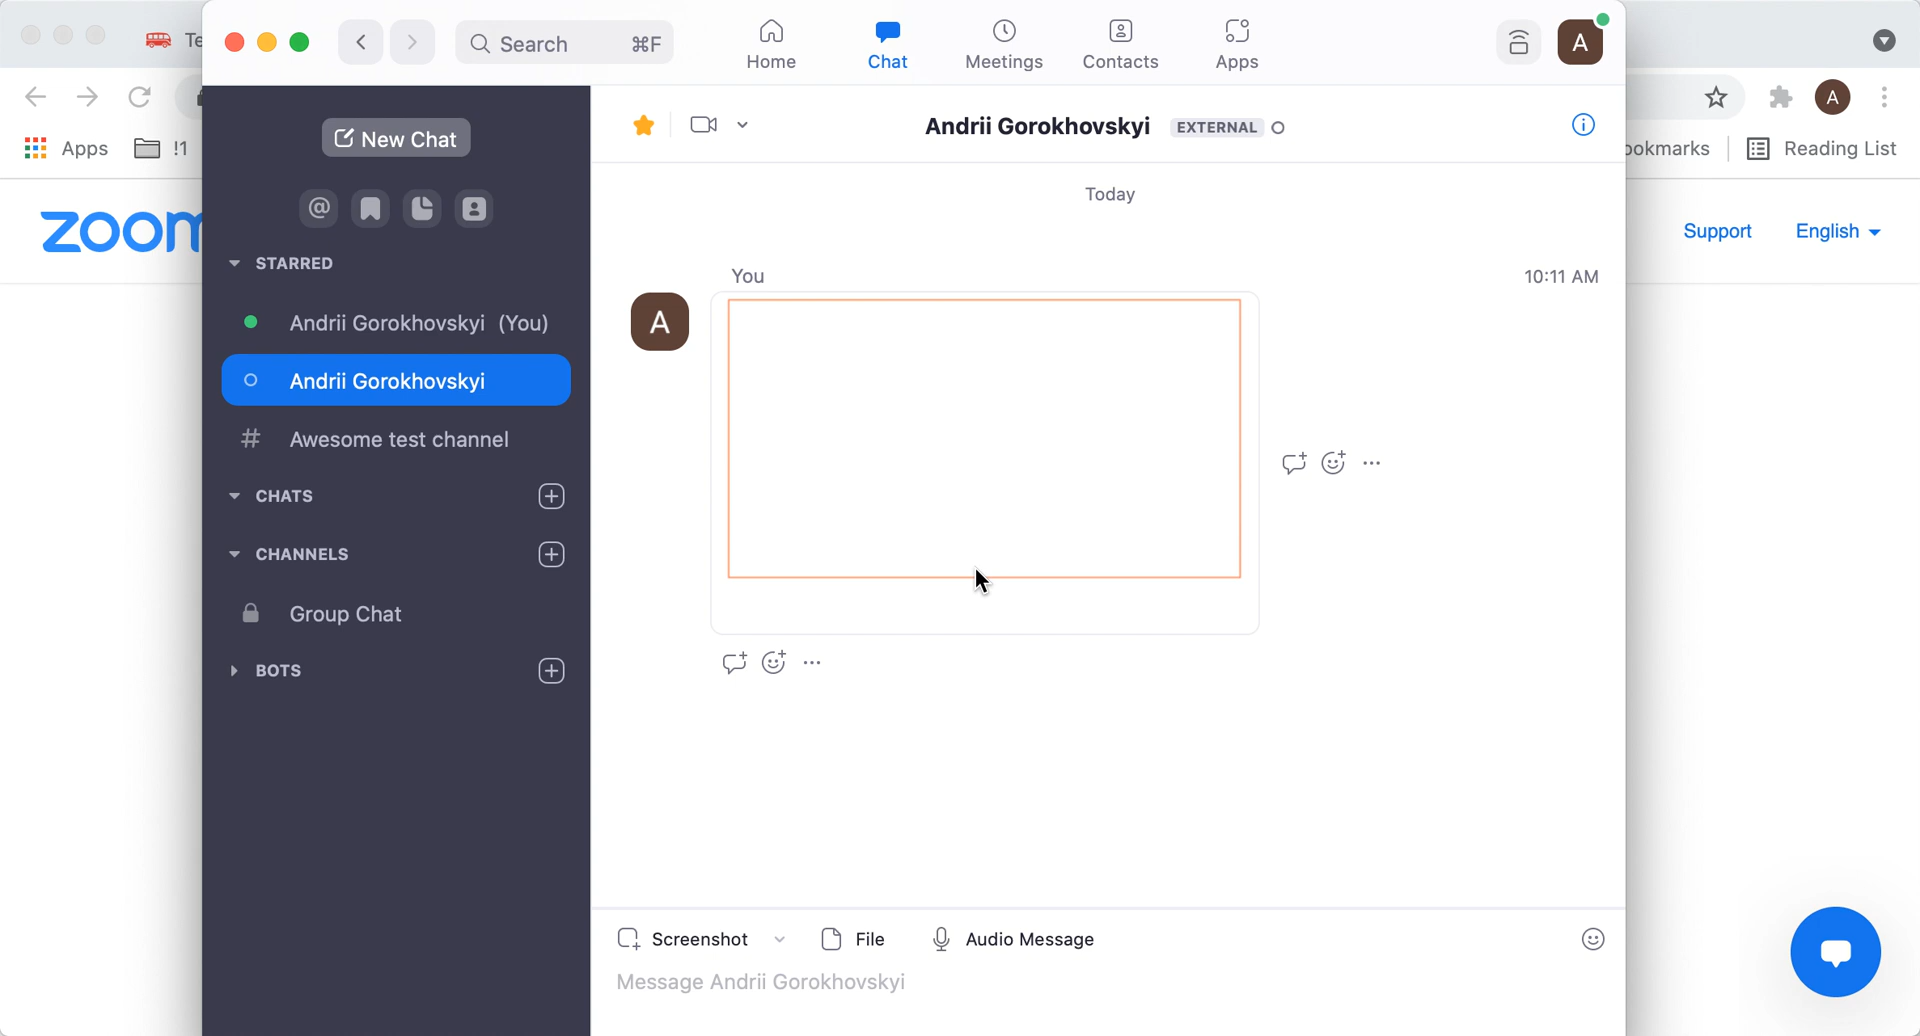 Te
Search ⌘F
Home
Chat
Meetings
Contacts
Apps
A
A
Apps
!1
ookmarks
Reading List
New Chat
Andrii Gorokhovskyi EXTERNAL
@
Today
zoom
Support
English
STARRED
You
10:11 AM
A
Andrii Gorokhovskyi (You)
Andrii Gorokhovskyi
# Awesome test channel
CHATS
CHANNELS
Group Chat
BOTS
Screenshot
File
Audio Message
Message Andrii Gorokhovskyi